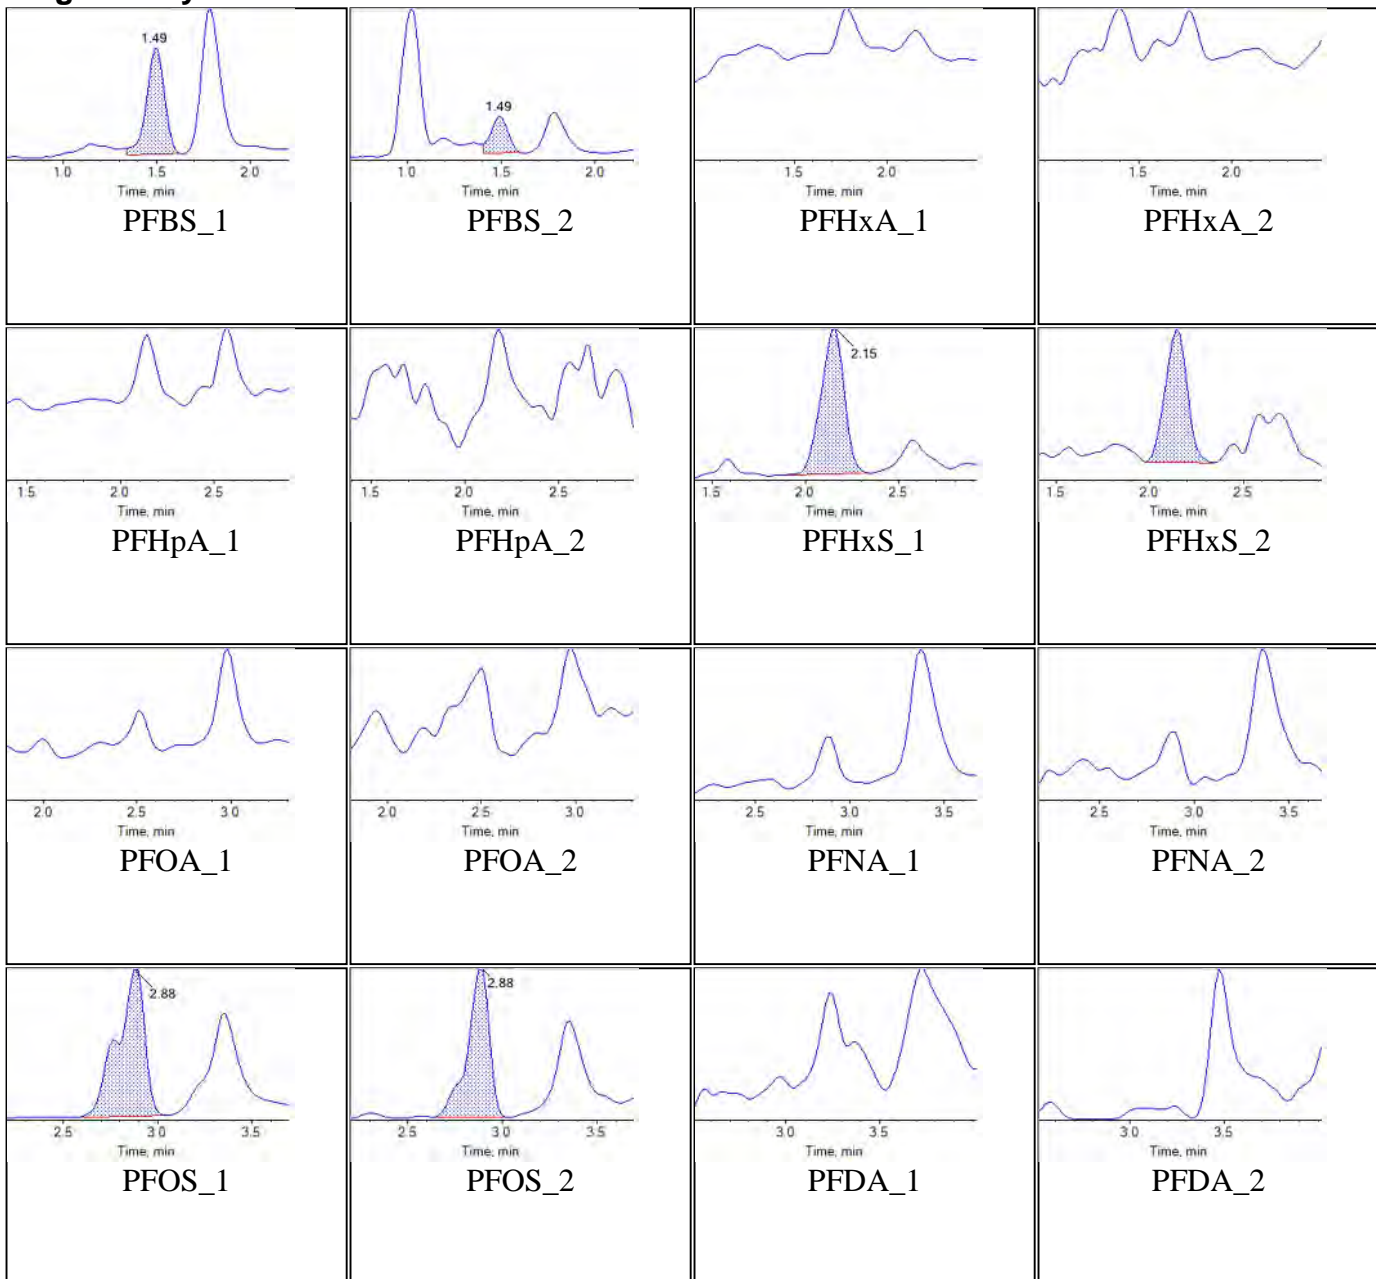 1.49
1.0 1.5 2.0
Time, min
PFBS_1
1.49
1.0 1.5 2.0
Time, min
PFBS_2
1.5 2.0
Time, min
PFHxA_1
1.5 2.0
Time, min
PFHxA_2
1.5 2.0 2.5
Time, min
PFHpA_1
1.5 2.0 2.5
Time, min
PFHpA_2
2.15
1.5 2.0 2.5
Time, min
PFHxS_1
1.5 2.0 2.5
Time, min
PFHxS_2
2.0 2.5 3.0
Time, min
PFOA_1
2.0 2.5 3.0
Time, min
PFOA_2
2.5 3.0 3.5
Time, min
PFNA_1
2.5 3.0 3.5
Time, min
PFNA_2
2.88
2.5 3.0 3.5
Time, min
PFOS_1
2.88
2.5 3.0 3.5
Time, min
PFOS_2
3.0 3.5
Time, min
PFDA_1
3.0 3.5
Time, min
PFDA_2